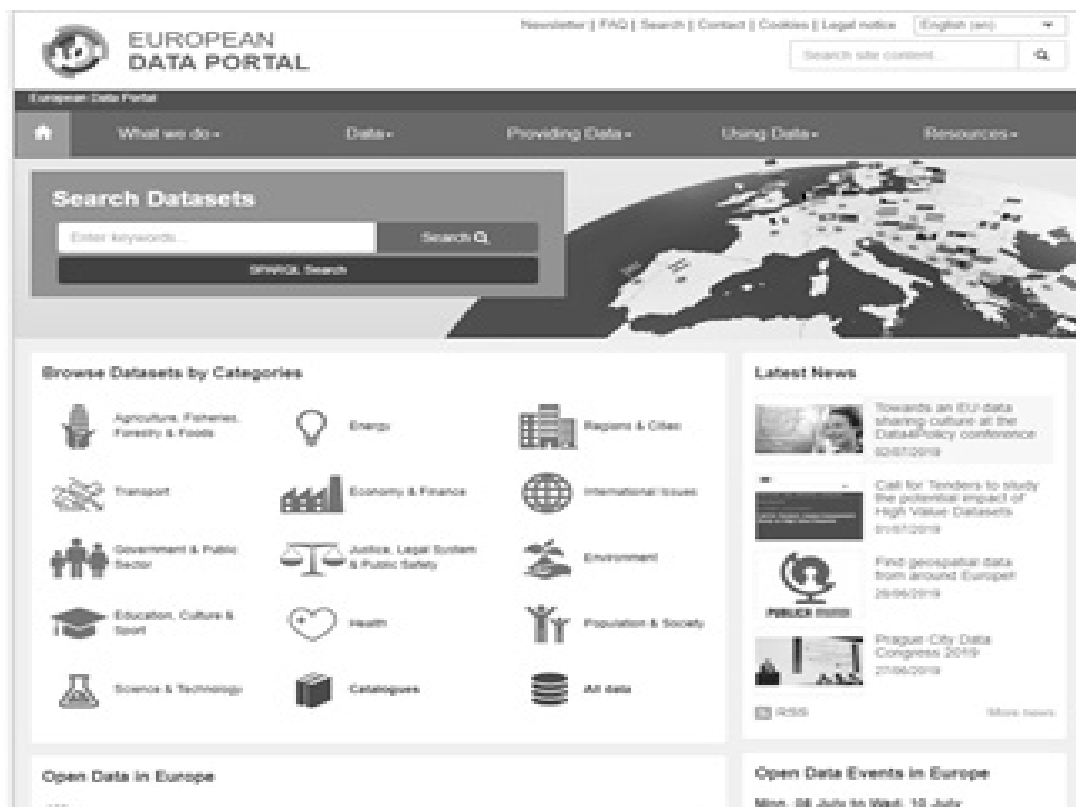 EUROPEAN
DATA PORTAL
Newsletter | FAQ | Search | Contact | Cookies | Legal notice
English (en)
Search site content...
European Data Portal
What we do
Data
Providing Data
Using Data
Resources
Search Datasets
Enter keywords...
Search
SPARQL Search
Browse Datasets by Categories
Agriculture, Fisheries,
Forestry & Foods
Energy
Regions & Cities
Transport
Economy & Finance
International Issues
Government & Public
Sector
Justice, Legal System
& Public Safety
Environment
Education, Culture &
Sport
Health
Population & Society
Science & Technology
Catalogues
All data
Latest News
Towards an EU data
sharing culture at the
Data4Policy conference
02/07/2019
Call for Tenders to study
the potential impact of
High Value Datasets
01/07/2019
Find geospatial data
from around Europe!
28/06/2019
PUBLICA
Prague City Data
Congress 2019
27/06/2019
RSS
More news
Open Data in Europe
Open Data Events in Europe
Mon, 08 July to Wed, 10 July